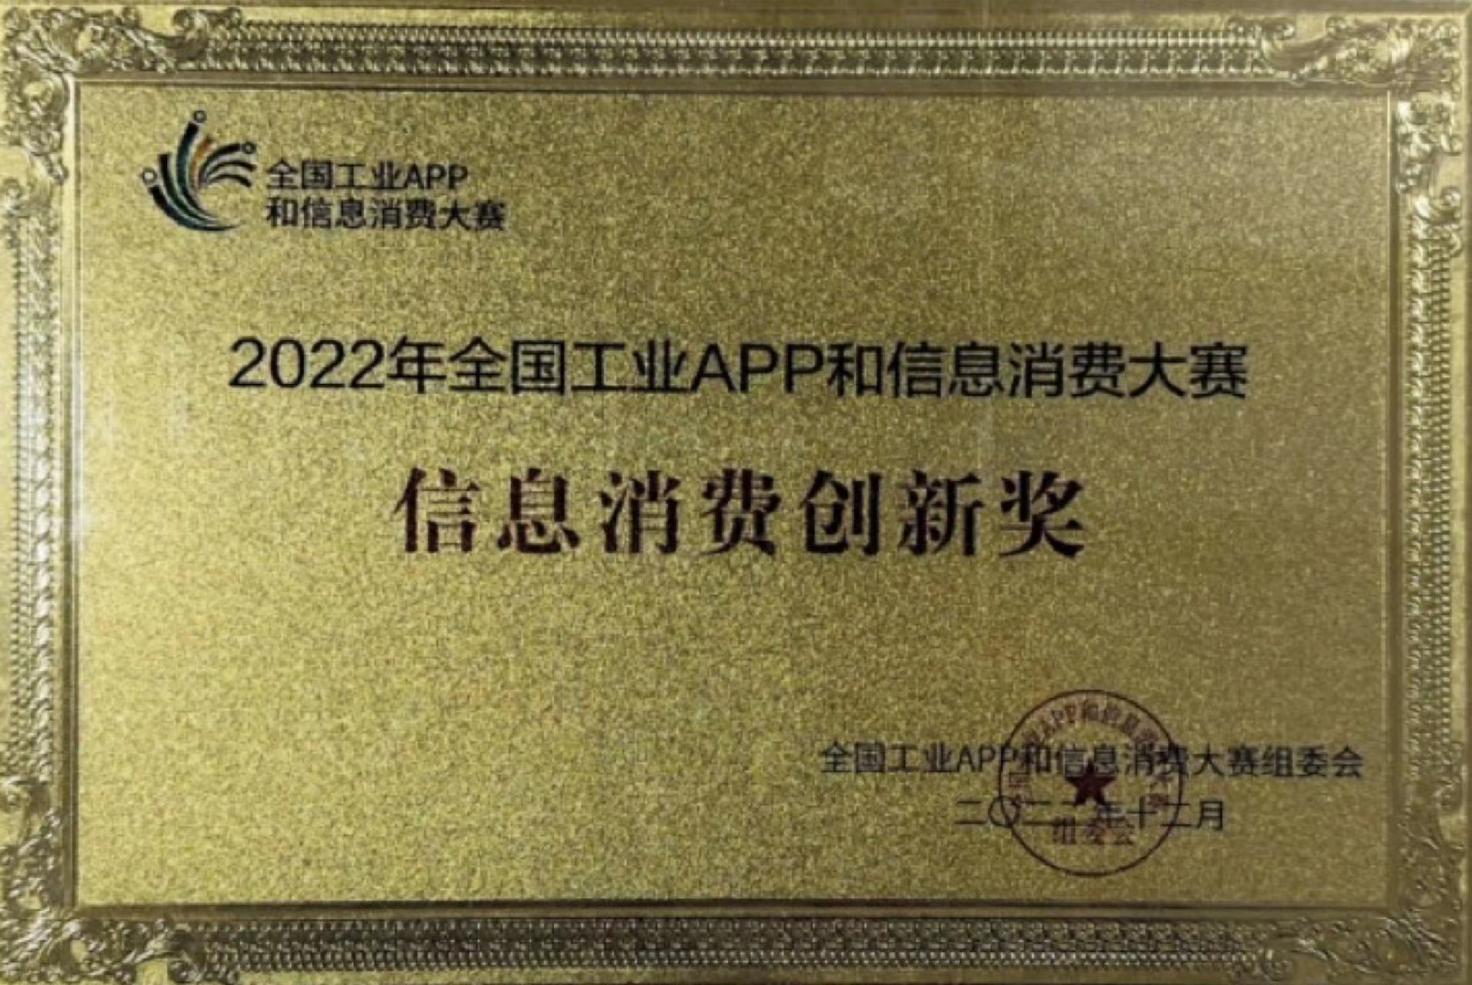 全国工业APP
和信息消费大赛
2022年全国工业APP和信息消费大赛
信息消费创新奖
全国工业APP和信息消费大赛组委会
二〇二二年十二月
组委会